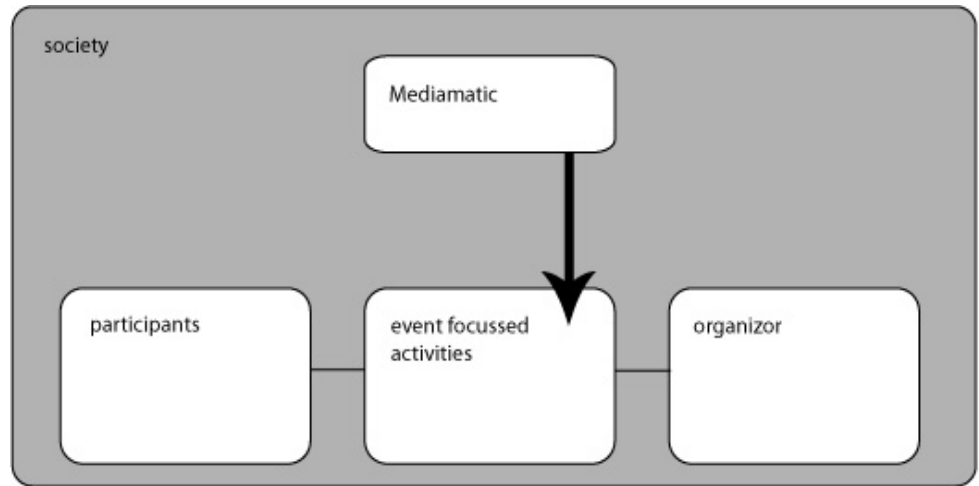 society
Mediamatic
participants
event focussed
activities
organizor